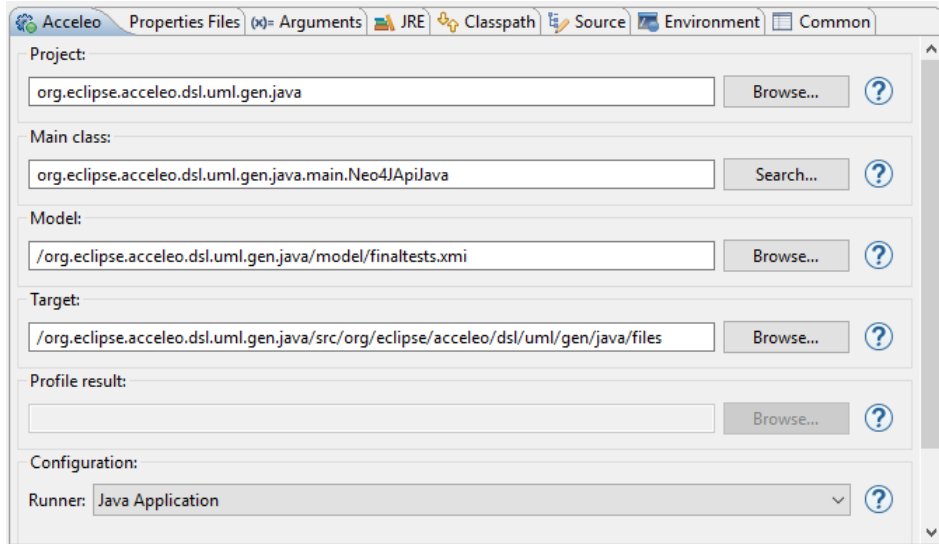 Acceleo Properties Files (x)= Arguments JRE Classpath Source Environment Common
Project:
org.eclipse.acceleo.dsl.uml.gen.java Browse... ?
Main class:
org.eclipse.acceleo.dsl.uml.gen.java.main.Neo4JApiJava Search... ?
Model:
/org.eclipse.acceleo.dsl.uml.gen.java/model/finaltests.xmi Browse... ?
Target:
/org.eclipse.acceleo.dsl.uml.gen.java/src/org/eclipse/acceleo/dsl/uml/gen/java/files Browse... ?
Profile result:
Browse... ?
Configuration:
Runner: Java Application ?